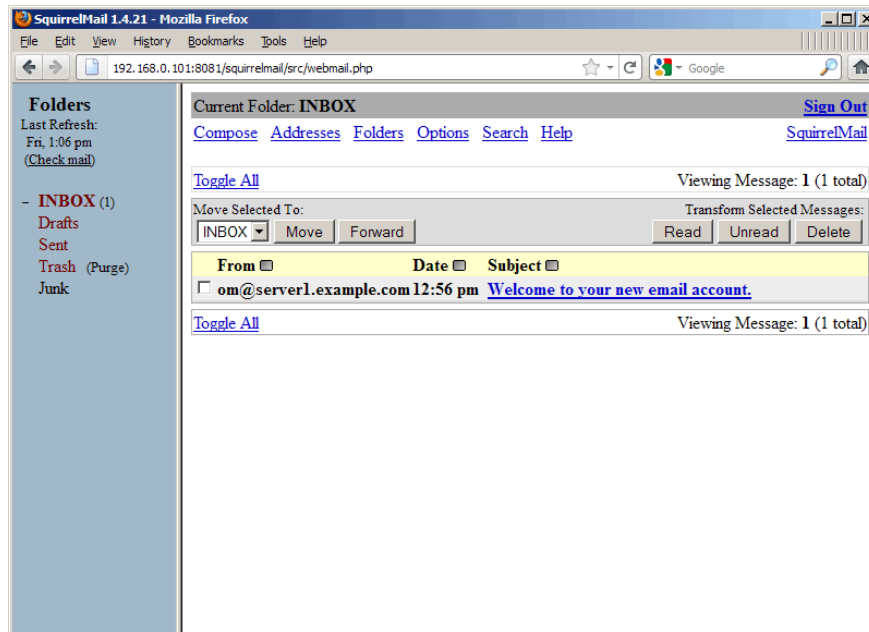 SquirrelMail 1.4.21 - Mozilla Firefox
File Edit View History Bookmarks Tools Help
192.168.0.101:8081/squirrelmail/src/webmail.php Google
Folders
Last Refresh:
Fri, 1:06 pm
(Check mail)
– INBOX (1)
Drafts
Sent
Trash (Purge)
Junk
Current Folder: INBOX Sign Out
Compose Addresses Folders Options Search Help SquirrelMail
Toggle All Viewing Message: 1 (1 total)
Move Selected To: Transform Selected Messages:
INBOX Move Forward Read Unread Delete
From Date Subject
om@server1.example.com 12:56 pm Welcome to your new email account.
Toggle All Viewing Message: 1 (1 total)